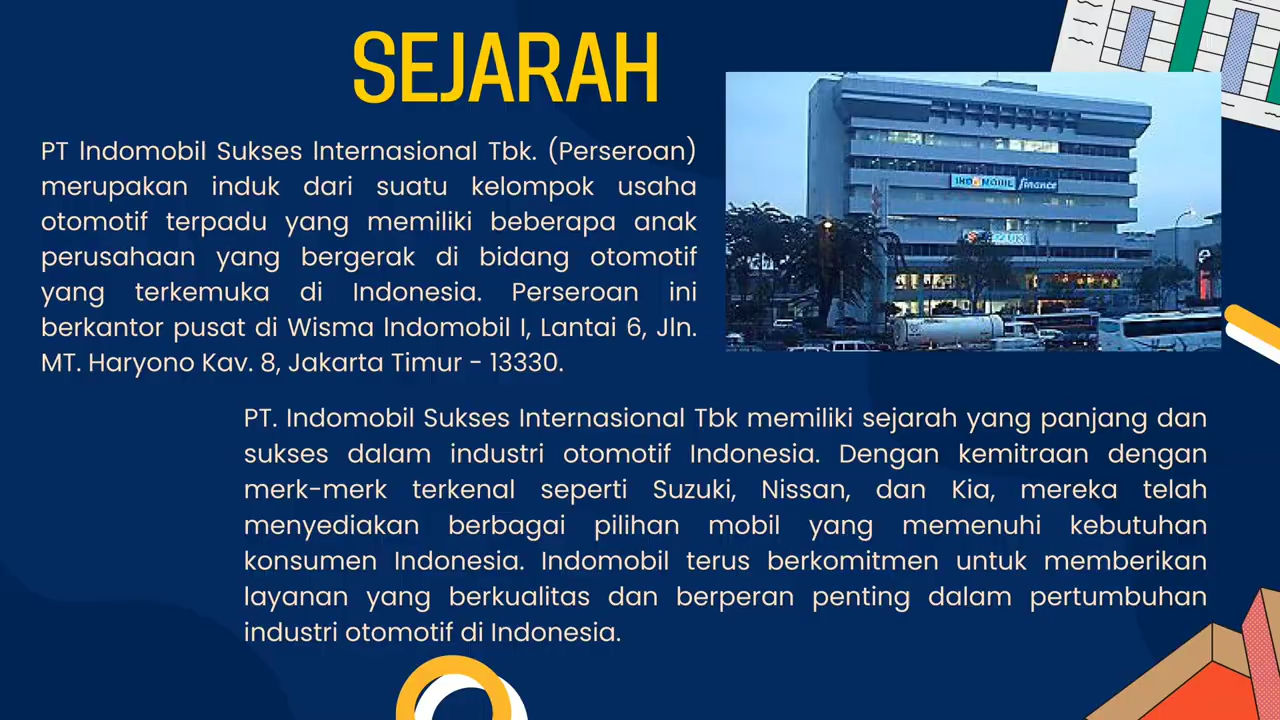 SEJARAH
PT Indomobil Sukses Internasional Tbk. (Perseroan)
merupakan induk dari suatu kelompok usaha
otomotif terpadu yang memiliki beberapa anak
perusahaan yang bergerak di bidang otomotif
yang terkemuka di Indonesia. Perseroan ini
berkantor pusat di Wisma Indomobil I, Lantai 6, Jln.
MT. Haryono Kav. 8, Jakarta Timur - 13330.
INDOMOBIL finance
SUZUKI
PT. Indomobil Sukses Internasional Tbk memiliki sejarah yang panjang dan
sukses dalam industri otomotif Indonesia. Dengan kemitraan dengan
merk-merk terkenal seperti Suzuki, Nissan, dan Kia, mereka telah
menyediakan berbagai pilihan mobil yang memenuhi kebutuhan
konsumen Indonesia. Indomobil terus berkomitmen untuk memberikan
layanan yang berkualitas dan berperan penting dalam pertumbuhan
industri otomotif di Indonesia.